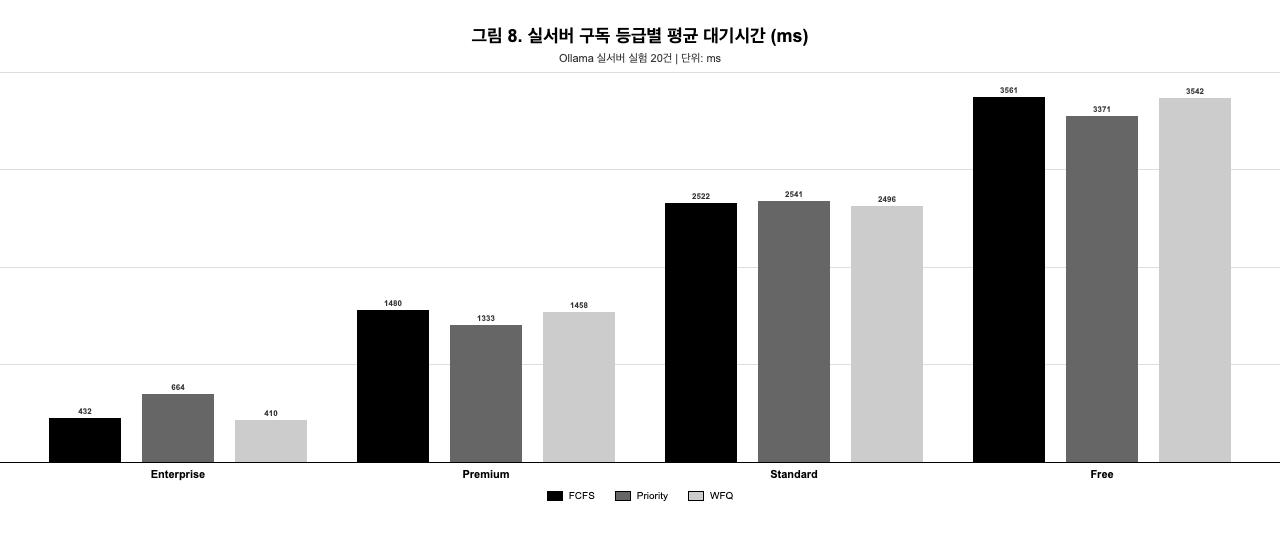 그림 8. 실서버 구독 등급별 평균 대기시간 (ms)
Ollama 실서버 실험 20건 | 단위: ms
432
664
410
1480
1333
1458
2522
2541
2496
3561
3371
3542
Enterprise
Premium
Standard
Free
FCFS
Priority
WFQ